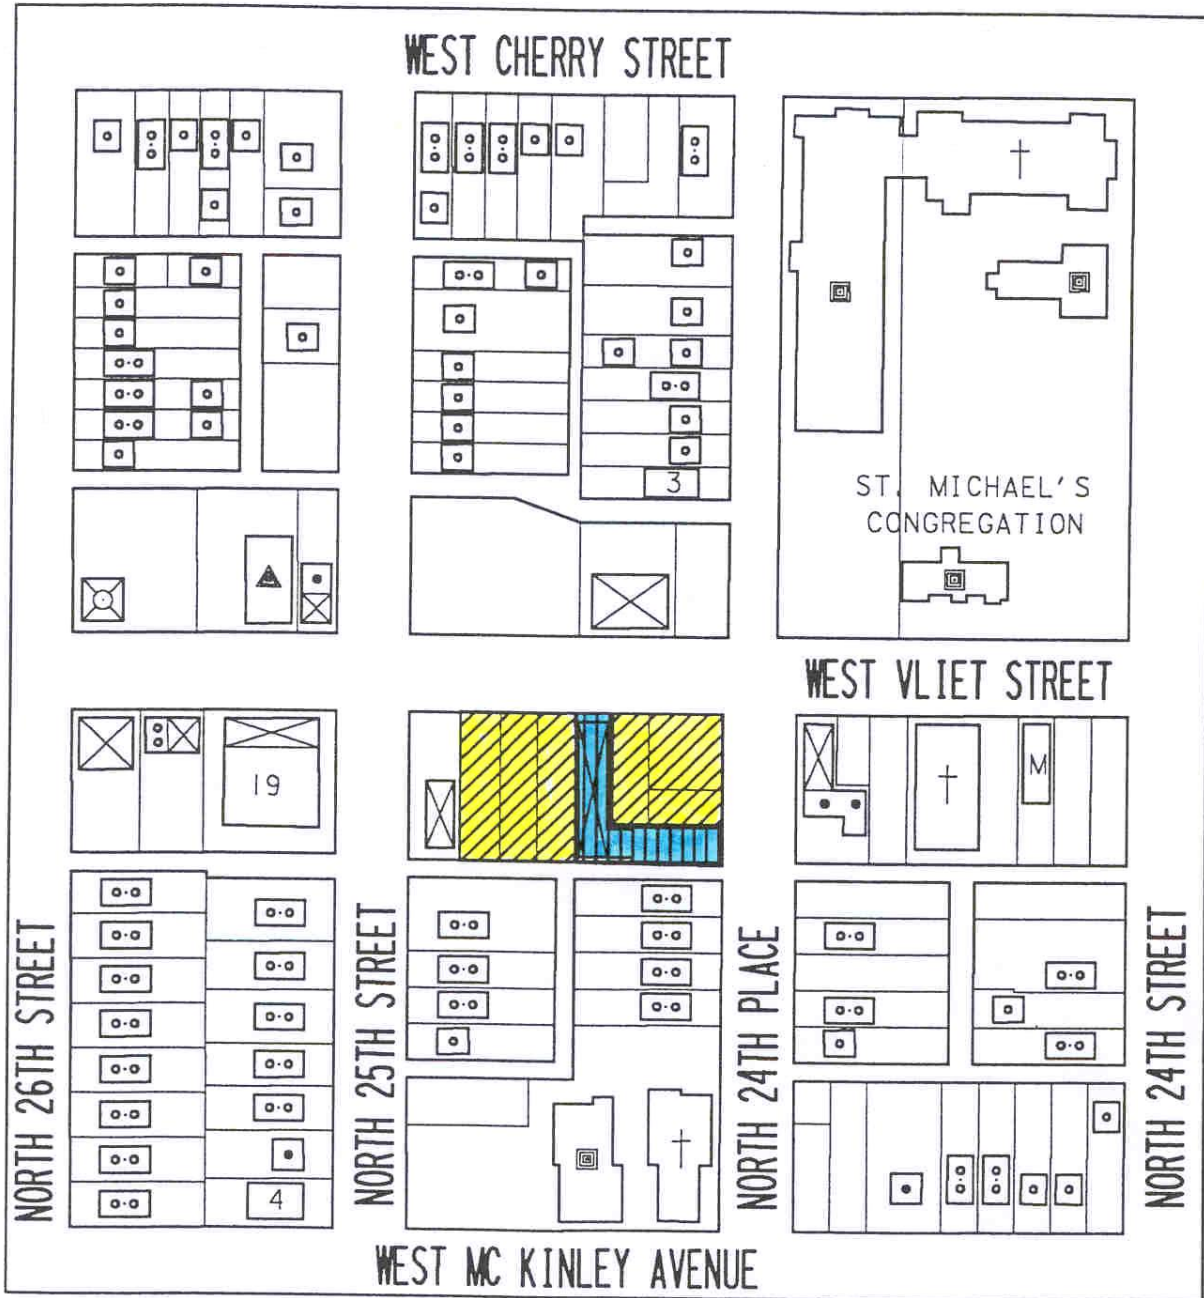 WEST CHERRY STREET
3
ST. MICHAEL'S
CONGREGATION
WEST VLIET STREET
19
M
NORTH 26TH STREET
NORTH 25TH STREET
NORTH 24TH PLACE
NORTH 24TH STREET
4
WEST MC KINLEY AVENUE